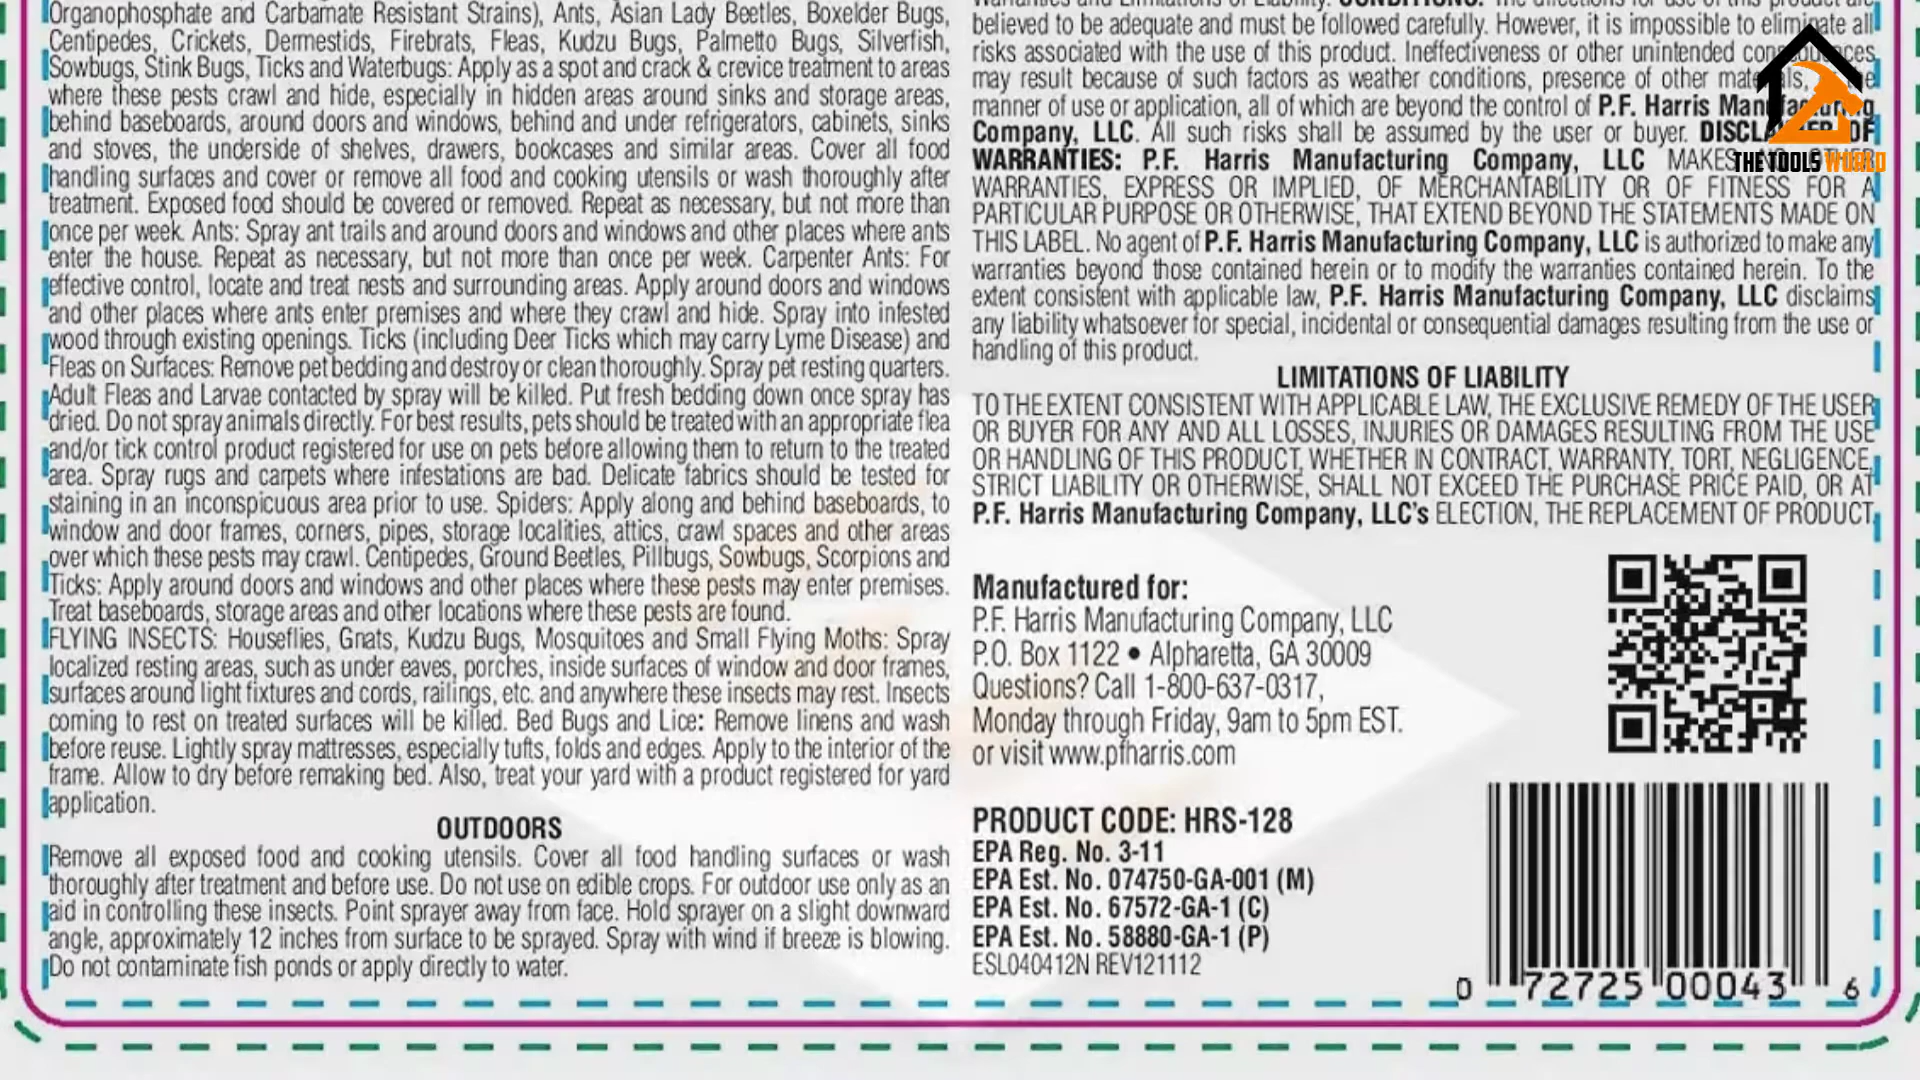 Organophosphate and Carbamate Resistant Strains), Ants, Asian Lady Beetles, Boxelder Bugs,
Centipedes, Crickets, Dermestids, Firebrats, Fleas, Kudzu Bugs, Palmetto Bugs, Silverfish,
Sowbugs, Stink Bugs, Ticks and Waterbugs: Apply as a spot and crack & crevice treatment to areas
where these pests crawl and hide, especially in hidden areas around sinks and storage areas,
behind baseboards, around doors and windows, behind and under refrigerators, cabinets, sinks
and stoves, the underside of shelves, drawers, bookcases and similar areas. Cover all food
handling surfaces and cover or remove all food and cooking utensils or wash thoroughly after
treatment. Exposed food should be covered or removed. Repeat as necessary, but not more than
once per week. Ants: Spray ant trails and around doors and windows and other places where ants
enter the house. Repeat as necessary, but not more than once per week. Carpenter Ants: For
effective control, locate and treat nests and surrounding areas. Apply around doors and windows
and other places where ants enter premises and where they crawl and hide. Spray into infested
wood through existing openings. Ticks (including Deer Ticks which may carry Lyme Disease) and
Fleas on Surfaces: Remove pet bedding and destroy or clean thoroughly. Spray pet resting quarters.
Adult Fleas and Larvae contacted by spray will be killed. Put fresh bedding down once spray has
dried. Do not spray animals directly. For best results, pets should be treated with an appropriate flea
and/or tick control product registered for use on pets before allowing them to return to the treated
area. Spray rugs and carpets where infestations are bad. Delicate fabrics should be tested for
staining in an inconspicuous area prior to use. Spiders: Apply along and behind baseboards, to
window and door frames, corners, pipes, storage localities, attics, crawl spaces and other areas
over which these pests may crawl. Centipedes, Ground Beetles, Pillbugs, Sowbugs, Scorpions and
Ticks: Apply around doors and windows and other places where these pests may enter premises.
Treat baseboards, storage areas and other locations where these pests are found.
FLYING INSECTS: Houseflies, Gnats, Kudzu Bugs, Mosquitoes and Small Flying Moths: Spray
localized resting areas, such as under eaves, porches, inside surfaces of window and door frames,
surfaces around light fixtures and cords, railings, etc. and anywhere these insects may rest. Insects
coming to rest on treated surfaces will be killed. Bed Bugs and Lice: Remove linens and wash
before reuse. Lightly spray mattresses, especially tufts, folds and edges. Apply to the interior of the
frame. Allow to dry before remaking bed. Also, treat your yard with a product registered for yard
application.
OUTDOORS
Remove all exposed food and cooking utensils. Cover all food handling surfaces or wash
thoroughly after treatment and before use. Do not use on edible crops. For outdoor use only as an
aid in controlling these insects. Point sprayer away from face. Hold sprayer on a slight downward
angle, approximately 12 inches from surface to be sprayed. Spray with wind if breeze is blowing.
Do not contaminate fish ponds or apply directly to water.
Warranties and Limitations of Liability. CONDITIONS: The directions for use of this product are
believed to be adequate and must be followed carefully. However, it is impossible to eliminate all
risks associated with the use of this product. Ineffectiveness or other unintended consequences
may result because of such factors as weather conditions, presence of other materials,
manner of use or application, all of which are beyond the control of P.F. Harris Manufacturing
Company, LLC. All such risks shall be assumed by the user or buyer. DISCLAIMER OF
WARRANTIES: P.F. Harris Manufacturing Company, LLC MAKES OTHER
WARRANTIES, EXPRESS OR IMPLIED, OF MERCHANTABILITY OR OF FITNESS FOR A
PARTICULAR PURPOSE OR OTHERWISE, THAT EXTEND BEYOND THE STATEMENTS MADE ON
THIS LABEL. No agent of P.F. Harris Manufacturing Company, LLC is authorized to make any
warranties beyond those contained herein or to modify the warranties contained herein. To the
extent consistent with applicable law, P.F. Harris Manufacturing Company, LLC disclaims
any liability whatsoever for special, incidental or consequential damages resulting from the use or
handling of this product.
LIMITATIONS OF LIABILITY
TO THE EXTENT CONSISTENT WITH APPLICABLE LAW, THE EXCLUSIVE REMEDY OF THE USER
OR BUYER FOR ANY AND ALL LOSSES, INJURIES OR DAMAGES RESULTING FROM THE USE
OR HANDLING OF THIS PRODUCT, WHETHER IN CONTRACT, WARRANTY, TORT, NEGLIGENCE,
STRICT LIABILITY OR OTHERWISE, SHALL NOT EXCEED THE PURCHASE PRICE PAID, OR AT
P.F. Harris Manufacturing Company, LLC's ELECTION, THE REPLACEMENT OF PRODUCT.
Manufactured for:
P.F. Harris Manufacturing Company, LLC
P.O. Box 1122 • Alpharetta, GA 30009
Questions? Call 1-800-637-0317,
Monday through Friday, 9am to 5pm EST.
or visit www.pfharris.com
PRODUCT CODE: HRS-128
EPA Reg. No. 3-11
EPA Est. No. 074750-GA-001 (M)
EPA Est. No. 67572-GA-1 (C)
EPA Est. No. 58880-GA-1 (P)
ESL040412N REV121112
0 72725 00043 6
THE TOOLS WORLD